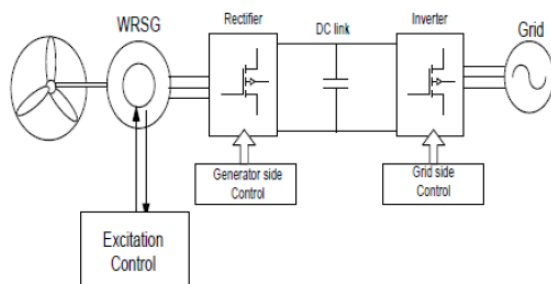 WRSG
Rectifier
DC link
Inverter
Grid
Generator side
Control
Grid side
Control
Excitation
Control